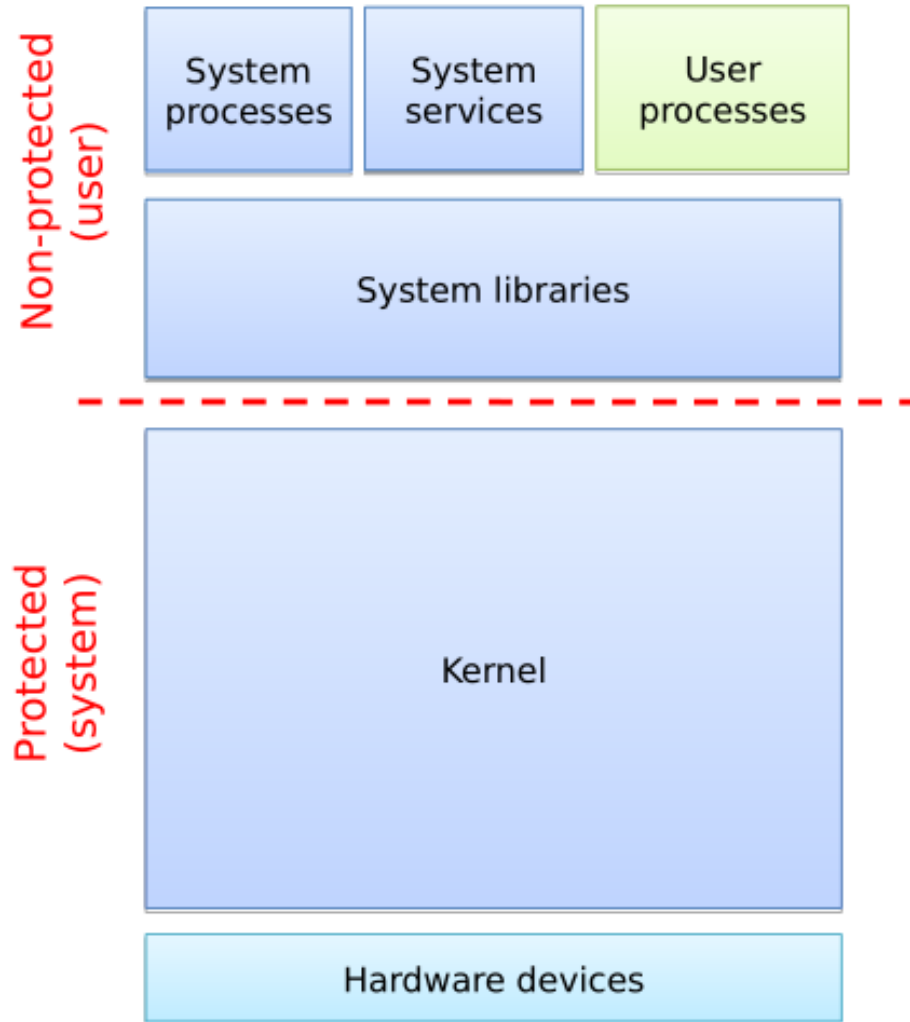 Non-protected
(user)
System
processes
System
services
User
processes
System libraries
Protected
(system)
Kernel
Hardware devices